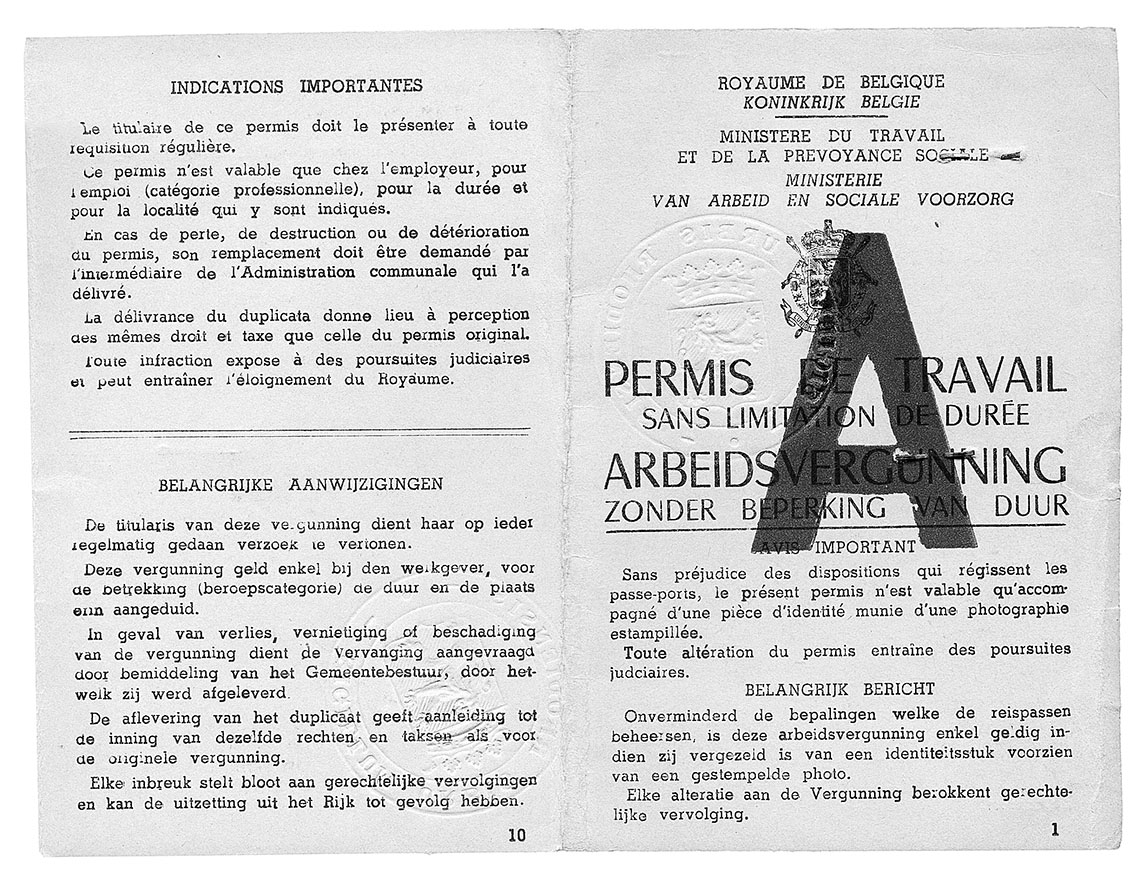 INDICATIONS IMPORTANTES
Le titulaire de ce permis doit le présenter à toute
requisition régulière.
Ce permis n'est valable que chez l'employeur, pour
l'emploi (catégorie professionnelle), pour la durée et
pour la localité qui y sont indiqués.
En cas de perte, de destruction ou de détérioration
du permis, son remplacement doit être demandé par
l'intermédiaire de l'Administration communale qui l'a
délivré.
La délivrance du duplicata donne lieu à perception
des mêmes droit et taxe que celle du permis original.
Toute infraction expose à des poursuites judiciaires
et peut entraîner l'éloignement du Royaume.
BELANGRIJKE AANWIJZIGINGEN
De titularis van deze vergunning dient haar op ieder
regelmatig gedaan verzoek te vertonen.
Deze vergunning geld enkel bij den werkgever, voor
de betrekking (beroepscategorie) de duur en de plaats
erin aangeduid.
In geval van verlies, vernietiging of beschadiging
van de vergunning dient de vervanging aangevraagd
door bemiddeling van het Gemeentebestuur, door het-
welk zij werd afgeleverd.
De aflevering van het duplicaat geeft aanleiding tot
de inning van dezelfde rechten en taksen als voor
de originele vergunning.
Elke inbreuk stelt bloot aan gerechtelijke vervolgingen
en kan de uitzetting uit het Rijk tot gevolg hebben.
10
ROYAUME DE BELGIQUE
KONINKRIJK BELGIE
MINISTERE DU TRAVAIL
ET DE LA PREVOYANCE SOCIALE
MINISTERIE
VAN ARBEID EN SOCIALE VOORZORG
A
PERMIS DE TRAVAIL
SANS LIMITATION DE DURÉE
ARBEIDSVERGUNNING
ZONDER BEPERKING VAN DUUR
AVIS IMPORTANT
Sans préjudice des dispositions qui régissent les
passe-ports, le présent permis n'est valable qu'accom-
pagné d'une pièce d'identité munie d'une photographie
estampillée.
Toute altération du permis entraîne des poursuites
judciaires.
BELANGRIJK BERICHT
Onverminderd de bepalingen welke de reispassen
beheersen, is deze arbeidsvergunning enkel geldig in-
dien zij vergezeld is van een identiteitsstuk voorzien
van een gestempelde photo.
Elke alteratie aan de Vergunning berokkent gerechte-
lijke vervolging.
1